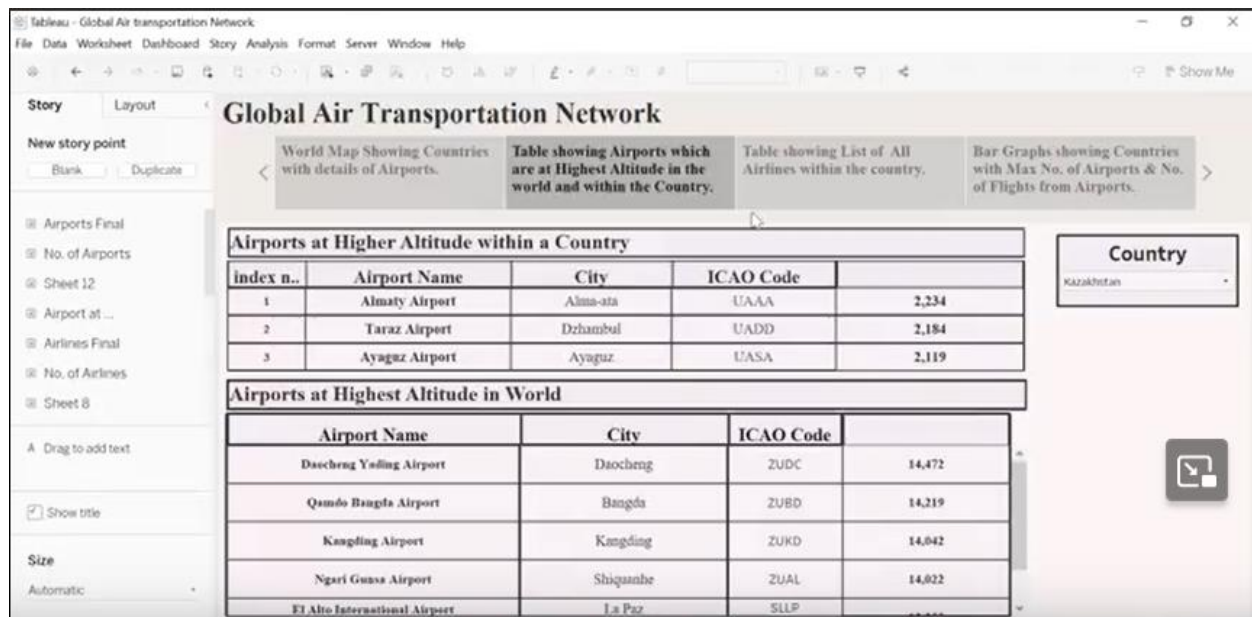 Tableau - Global Air transportation Network
File Data Worksheet Dashboard Story Analysis Format Server Window Help
Show Me
Story Layout
Global Air Transportation Network
New story point
Blank Duplicate
World Map Showing Countries with details of Airports.
Table showing Airports which are at Highest Altitude in the world and within the Country.
Table showing List of All Airlines within the country.
Bar Graphs showing Countries with Max No. of Airports & No. of Flights from Airports.
Airports Final
No. of Airports
Sheet 12
Airport at ...
Airlines Final
No. of Airlines
Sheet 8
A Drag to add text
Show title
Size
Automatic
Airports at Higher Altitude within a Country
index n.. Airport Name City ICAO Code
1 Almaty Airport Alma-ata UAAA 2,234
2 Taraz Airport Dzhambul UADD 2,184
3 Ayaguz Airport Ayaguz UASA 2,119
Country
Kazakhstan
Airports at Highest Altitude in World
Airport Name City ICAO Code
Daocheng Yading Airport Daocheng ZUDC 14,472
Qamdo Bangda Airport Bangda ZUBD 14,219
Kangding Airport Kangding ZUKD 14,042
Ngari Gunsa Airport Shiquanhe ZUAL 14,022
El Alto International Airport La Paz SLLP